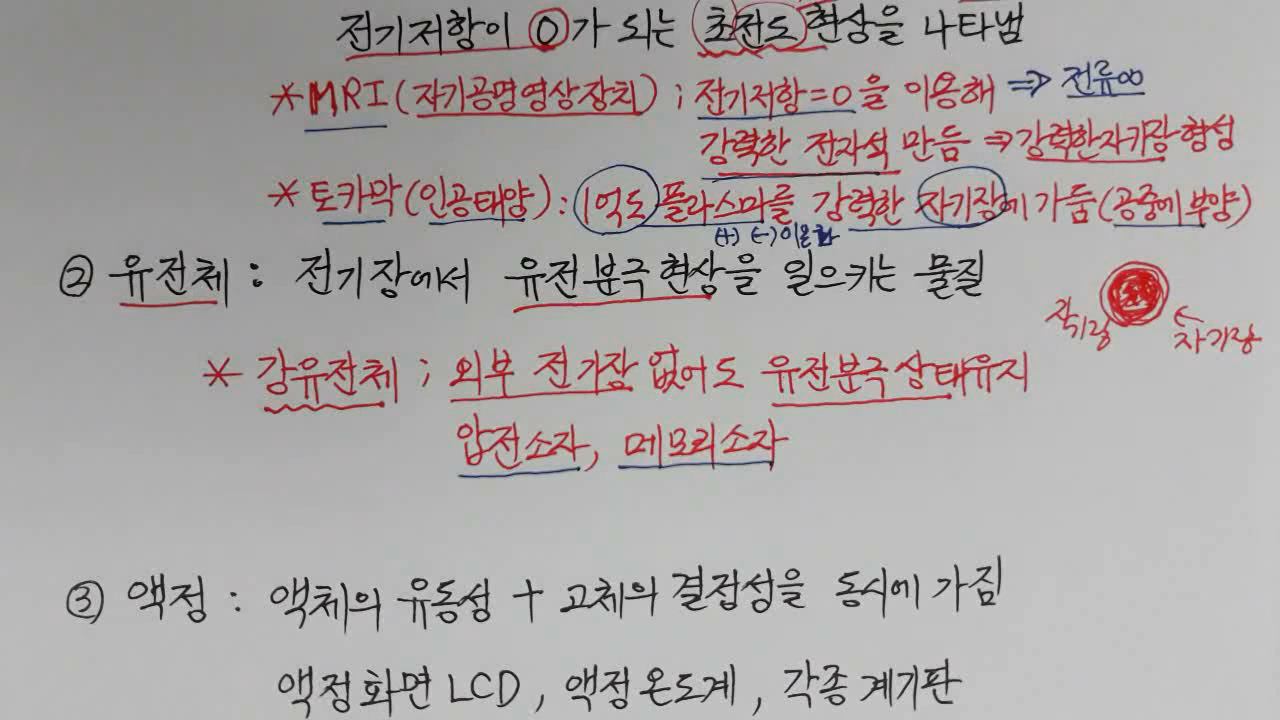 전기저항이 0가 되는 초전도 현상을 나타냄
*MRI(자기공명영상장치) ; 전기저항=0을 이용해 ⇒ 전류∞
강력한 전자석 만듬 ⇒ 강력한자기장 형성
*토카막(인공태양) : 1억도 플라스마를 강력한 자기장에 가둠(공중에 부양)
(+) (-)이온화
② 유전체 : 전기장에서 유전분극현상을 일으키는 물질
자기장
자기장
* 강유전체 ; 외부 전기장 없어도 유전분극상태유지
압전소자, 메모리소자
③ 액정 : 액체의 유동성 + 고체의 결접성을 동시에 가짐
액정화면 LCD, 액정온도계, 각종계기판